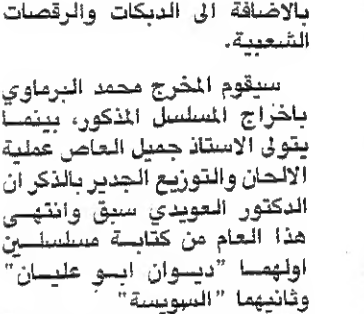 بالاضافة الى الدبكات والرقصات
الشعبية.
سيقوم المخرج محمد البرماوي
باخراج المسلسل المذكور، بينما
يتولى الاستاذ جميل العاص عملية
الالحان والتوزيع الجدير بالذكر ان
الدكتور العويدي سبق وانتهى
هذا العام من كتابة مسلسلين
اولهما "ديوان ابو عليان"
وثانيهما "السويسة"